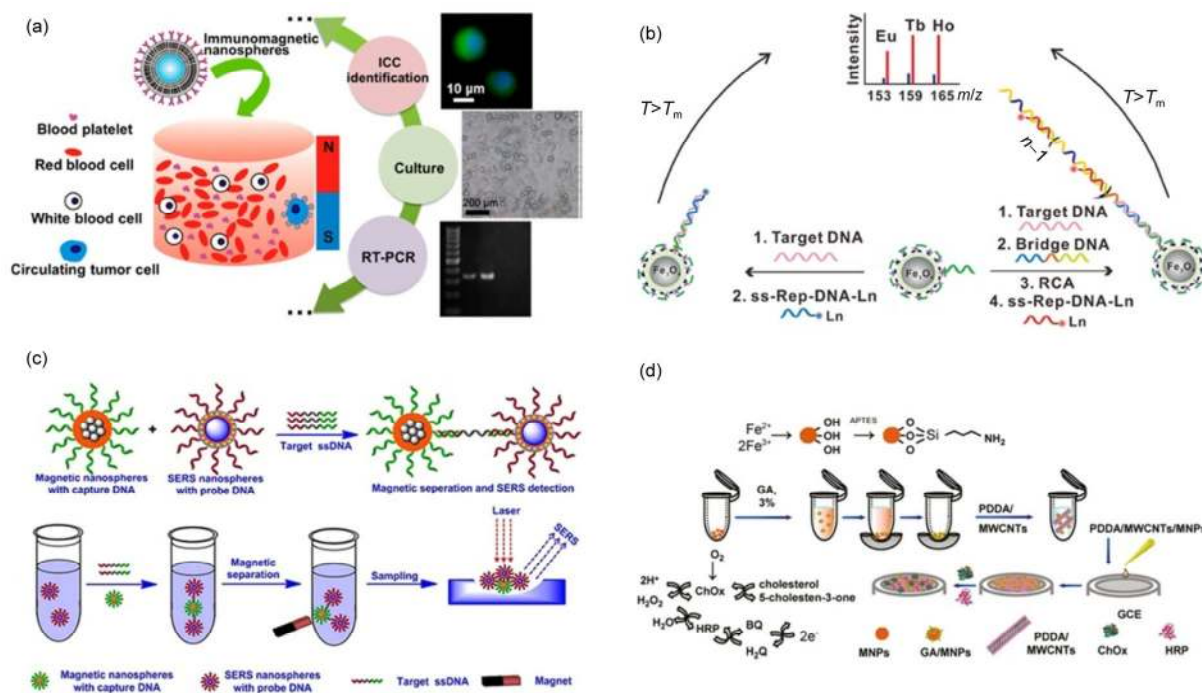 (a)
Immunomagnetic
nanospheres
Blood platelet
Red blood cell
White blood cell
Circulating tumor cell
N
S
...
ICC
identification
Culture
RT-PCR
...
10 µm
200 µm
(b)
Intensity
Eu Tb Ho
153 159 165 m/z
T>Tm
T>Tm
n−1
1. Target DNA
2. ss-Rep-DNA-Ln
Ln
1. Target DNA
2. Bridge DNA
3. RCA
4. ss-Rep-DNA-Ln
Ln
(c)
+
Target ssDNA
Magnetic nanospheres
with capture DNA
SERS nanospheres
with probe DNA
Magnetic seperation and SERS detection
Magnetic
separation
Sampling
Laser
SERS
Magnetic nanospheres
with capture DNA
SERS nanospheres
with probe DNA
Target ssDNA
Magnet
(d)
Fe²⁺
2Fe³⁺
OH
OH
OH
APTES
O
O
O
Si
NH₂
GA,
3%
PDDA/
MWCNTs
PDDA/MWCNTs/MNPs
O₂
2H⁺
H₂O₂
ChOx
cholesterol
5-cholesten-3-one
H₂O
HRP
BQ
H₂Q
2e⁻
ChOx
HRP
GCE
MNPs
GA/MNPs
PDDA/
MWCNTs
ChOx
HRP